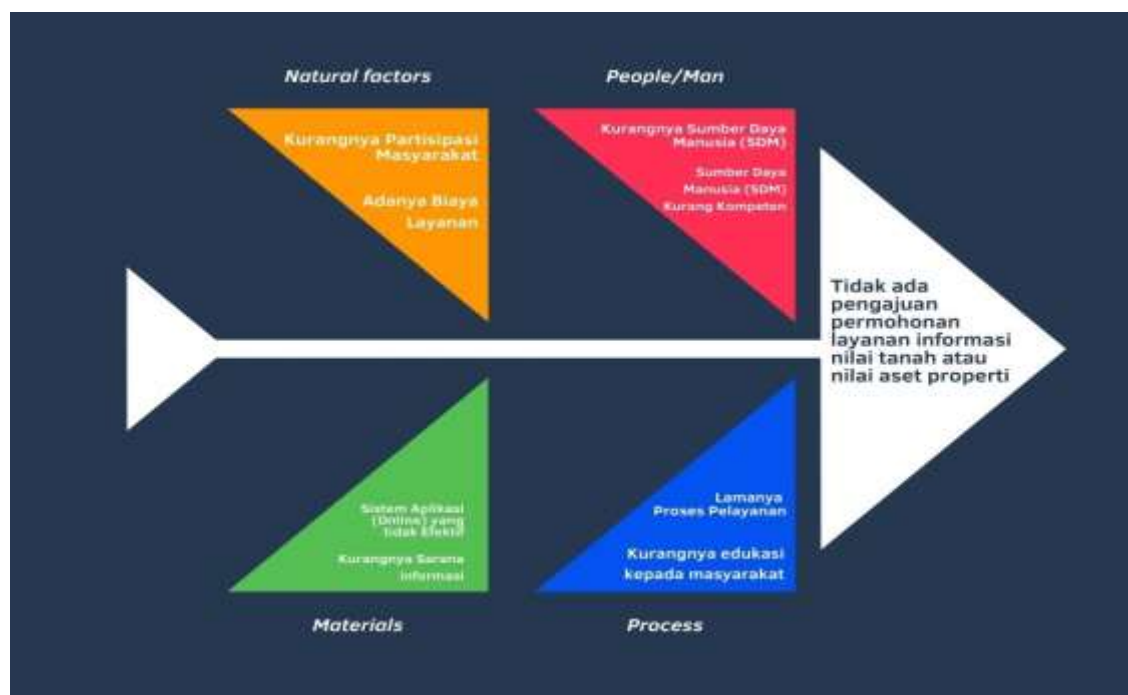 Natural factors
Kurangnya Partisipasi
Masyarakat
Adanya Biaya
Layanan
People/Man
Kurangnya Sumber Daya
Manusia (SDM)
Sumber Daya
Manusia (SDM)
Kurang Kompeten
Tidak ada
pengajuan
permohonan
layanan informasi
nilai tanah atau
nilai aset properti
Sistem Aplikasi
(Online) yang
tidak Efektif
Kurangnya Sarana
informasi
Materials
Lamanya
Proses Pelayanan
Kurangnya edukasi
kepada masyarakat
Process